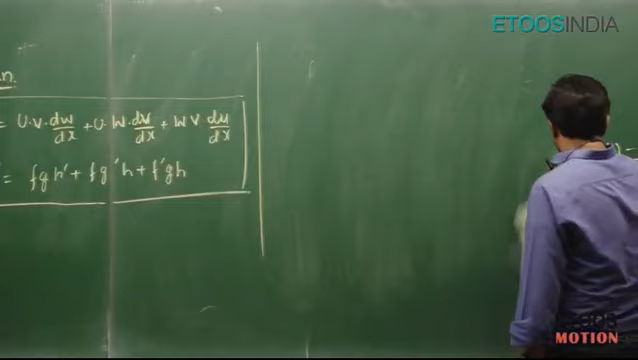 ETOOSINDIA
n.
= U.V. dw/dx + U.W. dv/dx + W V du/dx
= fgh' + fg'h + f'gh
MOTION